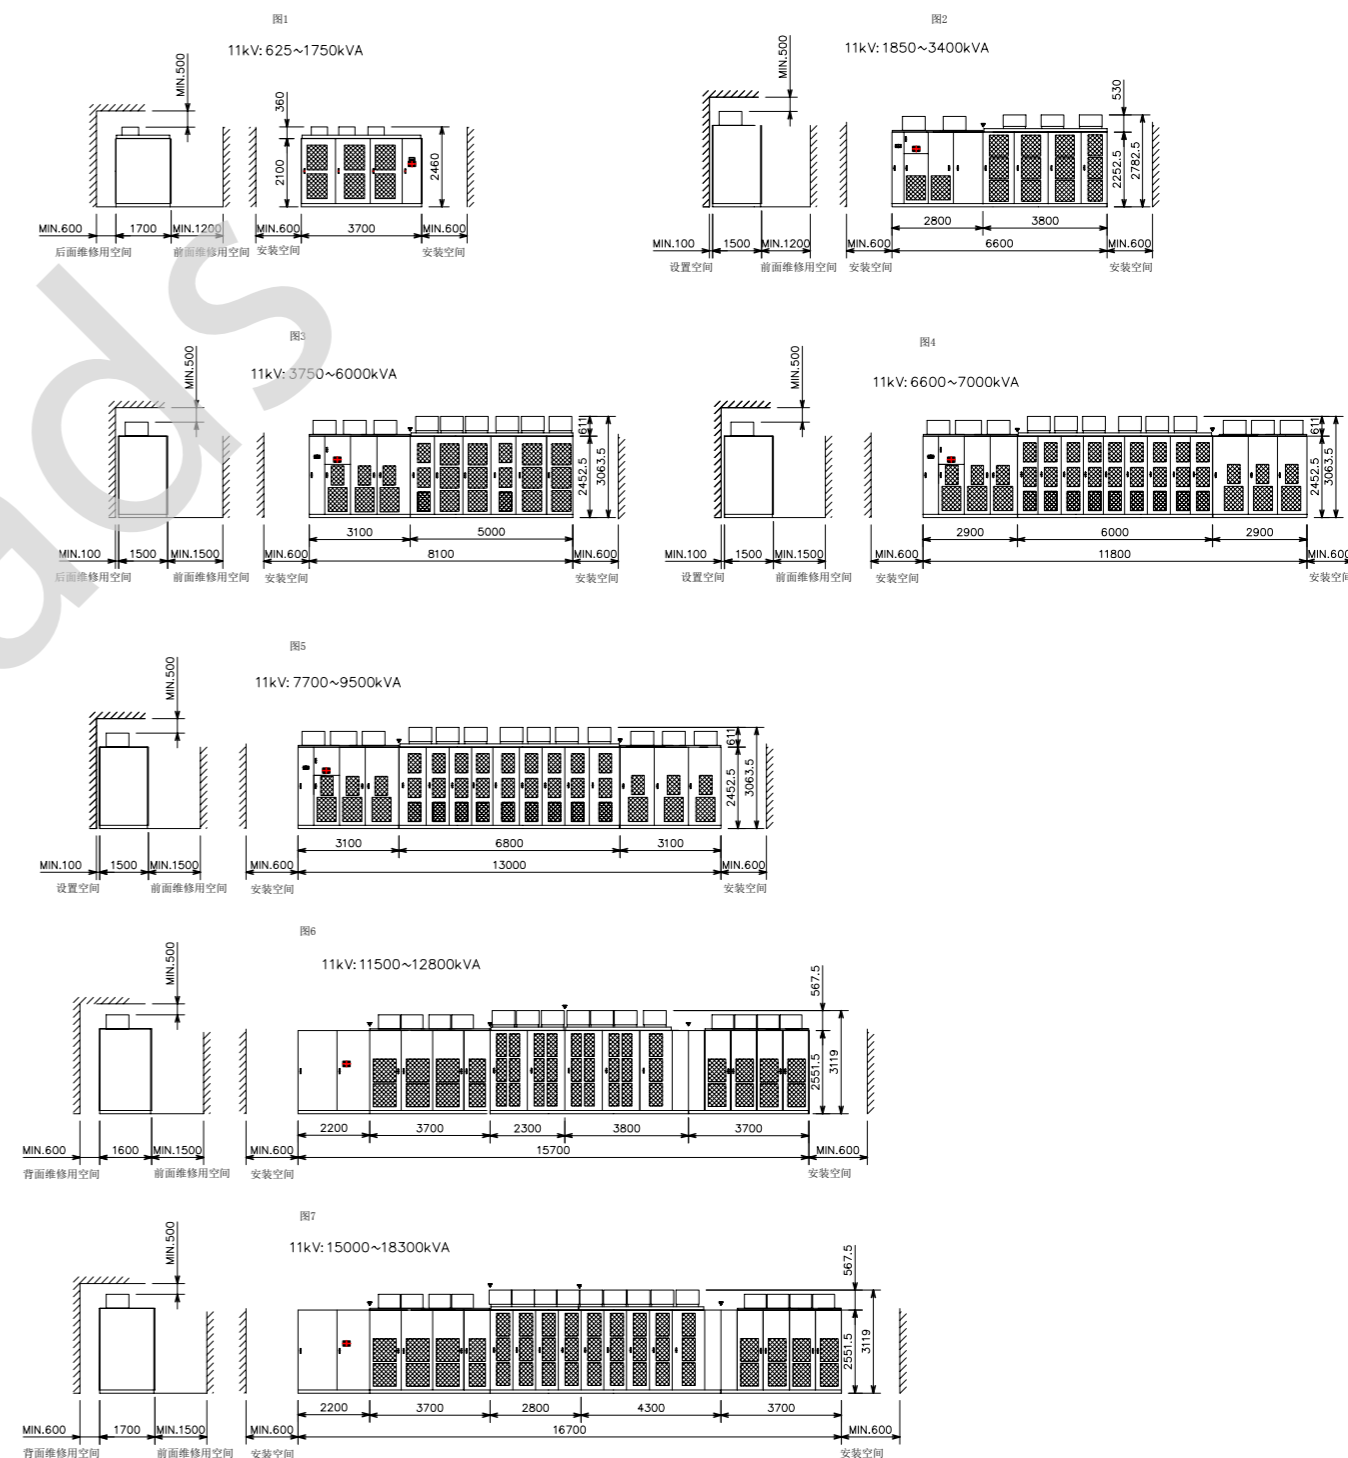 图1
11kV: 625~1750kVA
MIN.500
360
2100
2460
MIN.600
1700
MIN.1200
MIN.600
3700
MIN.600
后面维修用空间
前面维修用空间
安装空间
安装空间
图2
11kV: 1850~3400kVA
MIN.500
530
2252.5
2782.5
2800
3800
MIN.100
1500
MIN.1200
MIN.600
6600
MIN.600
设置空间
前面维修用空间
安装空间
安装空间
图3
11kV: 3750~6000kVA
MIN.500
611
2452.5
3063.5
3100
5000
MIN.100
1500
MIN.1500
MIN.600
8100
MIN.600
后面维修用空间
前面维修用空间
安装空间
安装空间
图4
11kV: 6600~7000kVA
MIN.500
611
2452.5
3063.5
2900
6000
2900
MIN.100
1500
MIN.1500
MIN.600
11800
MIN.600
设置空间
前面维修用空间
安装空间
安装空间
图5
11kV: 7700~9500kVA
MIN.500
611
2452.5
3063.5
3100
6800
3100
MIN.100
1500
MIN.1500
MIN.600
13000
MIN.600
设置空间
前面维修用空间
安装空间
安装空间
图6
11kV: 11500~12800kVA
MIN.500
567.5
2551.5
3119
2200
3700
2300
3800
3700
MIN.600
1600
MIN.1500
MIN.600
15700
MIN.600
背面维修用空间
前面维修用空间
安装空间
安装空间
图7
11kV: 15000~18300kVA
MIN.500
567.5
2551.5
3119
2200
3700
2800
4300
3700
MIN.600
1700
MIN.1500
MIN.600
16700
MIN.600
背面维修用空间
前面维修用空间
安装空间
安装空间
ads